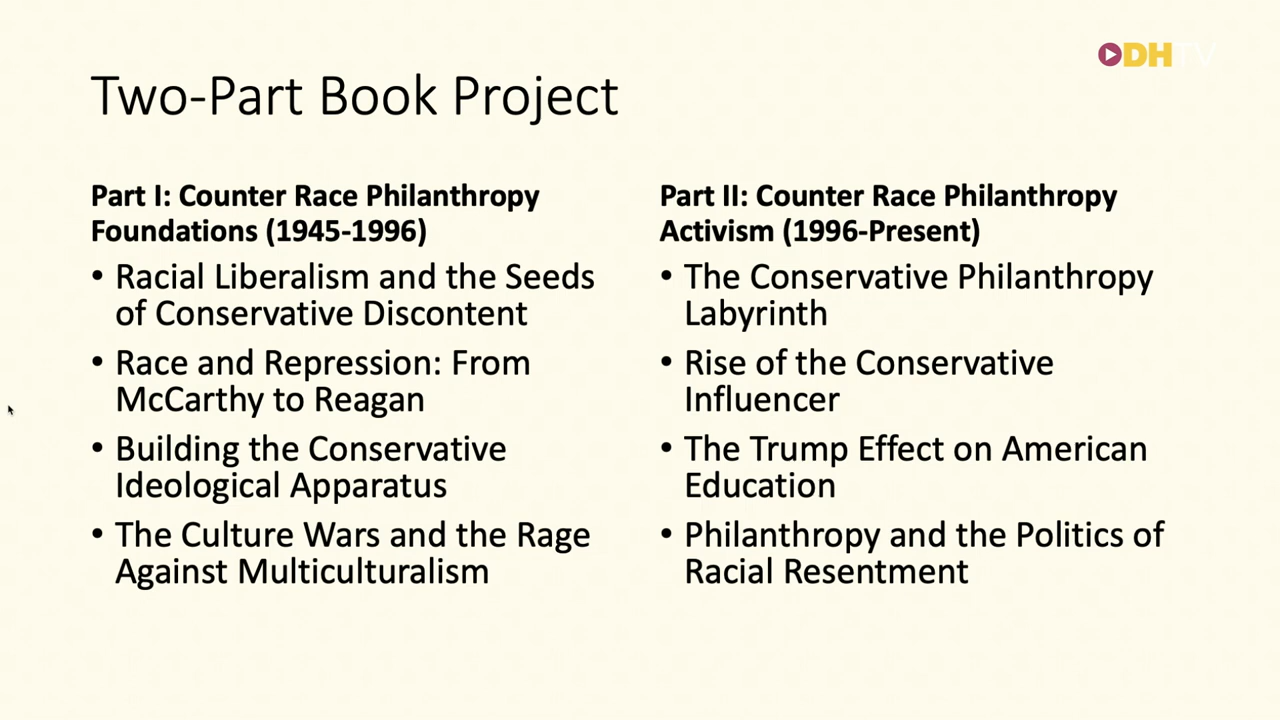 DHTV
Two-Part Book Project
Part I: Counter Race Philanthropy
Foundations (1945-1996)
• Racial Liberalism and the Seeds
of Conservative Discontent
• Race and Repression: From
McCarthy to Reagan
• Building the Conservative
Ideological Apparatus
• The Culture Wars and the Rage
Against Multiculturalism
Part II: Counter Race Philanthropy
Activism (1996-Present)
• The Conservative Philanthropy
Labyrinth
• Rise of the Conservative
Influencer
• The Trump Effect on American
Education
• Philanthropy and the Politics of
Racial Resentment